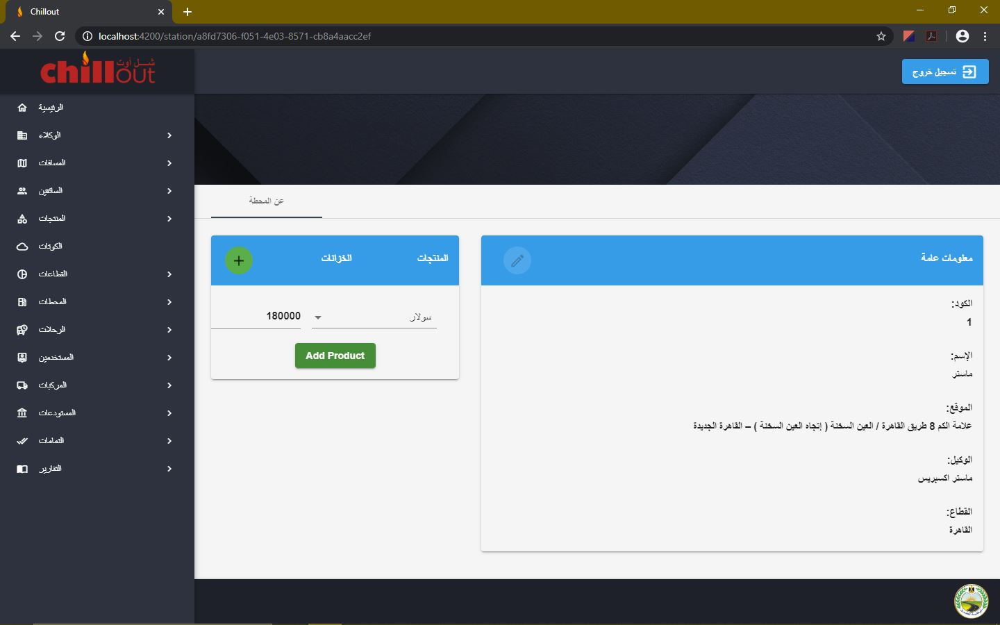 Chillout
localhost:4200/station/a8fd7306-f051-4e03-8571-cb8a4aacc2ef
chillout شـل أوت
تسجيل خروج
الرئيسية
الوكلاء
المسافات
السائقين
المنتجات
الكوتات
القطاعات
المحطات
الرحلات
المستخدمين
المركبات
المستودعات
التمامات
التقارير
عن المحطة
معلومات عامة
الكود:
1
الإسم:
ماستر
الموقع:
علامة الكم 8 طريق القاهرة / العين السخنة ( إتجاه العين السخنة ) – القاهرة الجديدة
الوكيل:
ماستر اكسبريس
القطاع:
القاهرة
المنتجات الخزانات
سولار 180000
Add Product